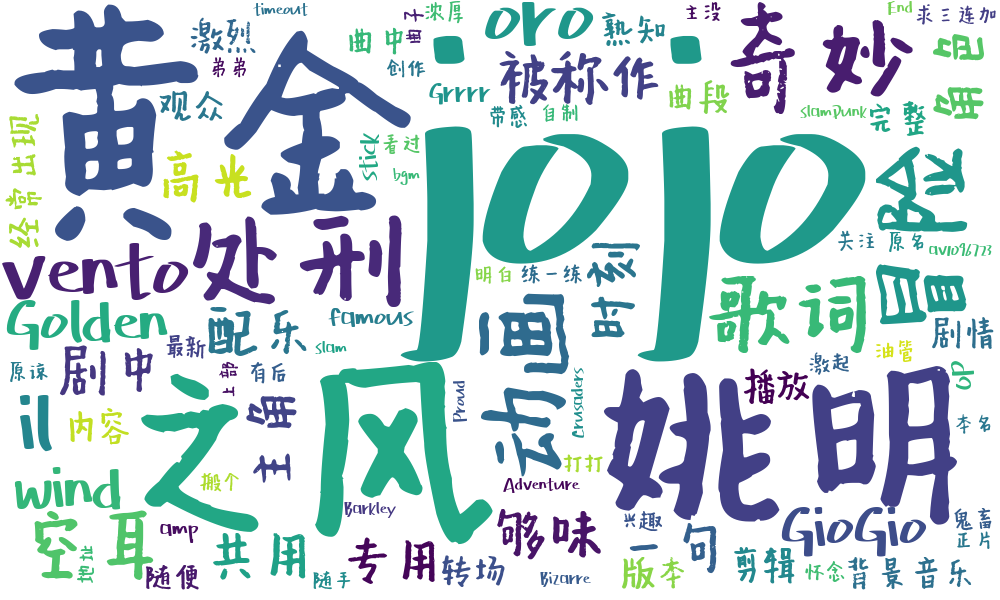 timeout
浓厚
曲子
主没
End
求三连加
激烈
弟弟
曲中
创作
oro
熟知
奇妙
角色
黄金
观众
Grrrr
被称作
曲段
slamPunk
完整
带感
自制
经常出现
高光
stick
看过
bgm
jojo
冒险
关注
原名
avio96723
vento
处刑
明白
练一练
时刻
歌词
Golden
配乐
famous
动画
剧情
最新
slam
油管
激起
原谅
剧中
上部
有后
播放
op
il
内容
之风
主角
Proud
Crusaders
姚明
本名
打打
wind
搬个
Barkley
Adventure
空耳
amp
够味
兴趣
一句
GioGio
鬼畜
正片
地址
随便
共用
随手
专用
转场
Bizarre
版本
剪辑
怀念
背景音乐